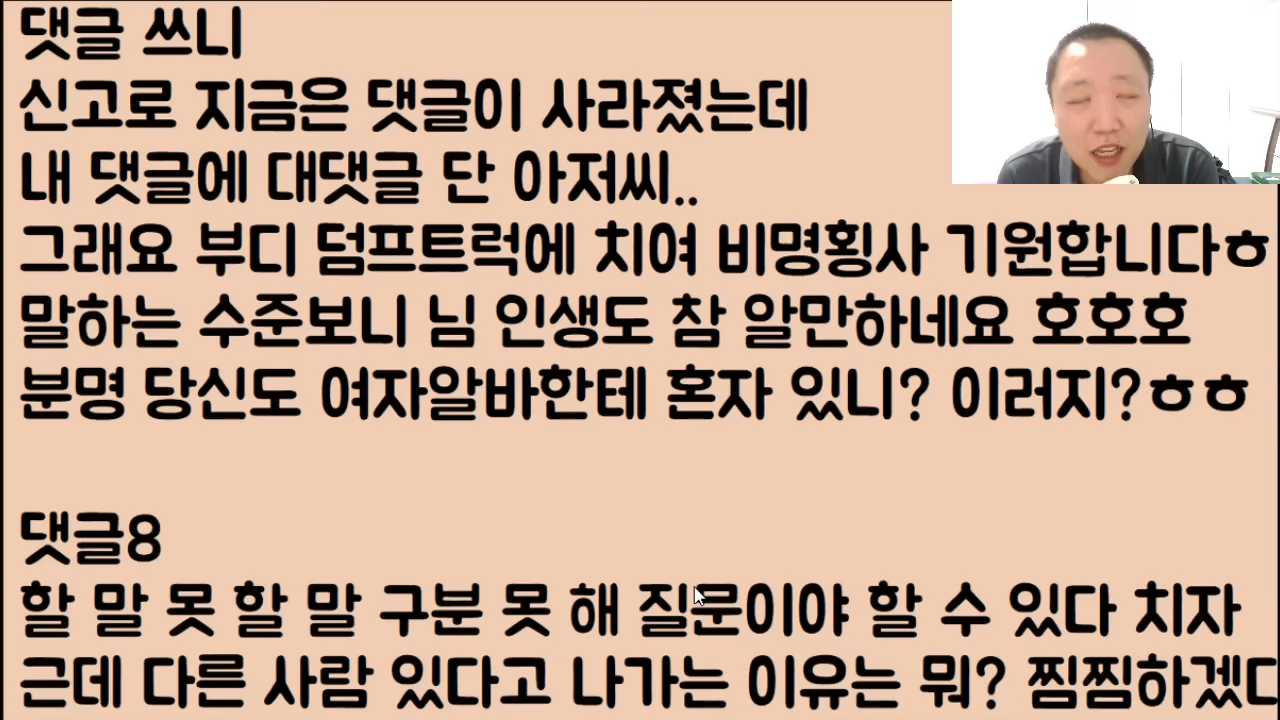 댓글 쓰니
신고로 지금은 댓글이 사라졌는데
내 댓글에 대댓글 단 아저씨..
그래요 부디 덤프트럭에 치여 비명횡사 기원합니다ㅎ
말하는 수준보니 님 인생도 참 알만하네요 호호호
분명 당신도 여자알바한테 혼자 있니? 이러지?ㅎㅎ
댓글8
할 말 못 할 말 구분 못 해 질문이야 할 수 있다 치자
근데 다른 사람 있다고 나가는 이유는 뭐? 찜찜하겠다